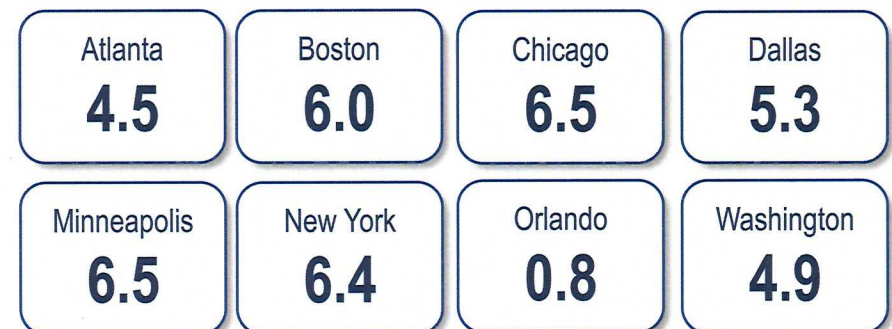 Atlanta Boston Chicago Dallas
4.5 6.0 6.5 5.3
Minneapolis New York Orlando Washington
6.5 6.4 0.8 4.9